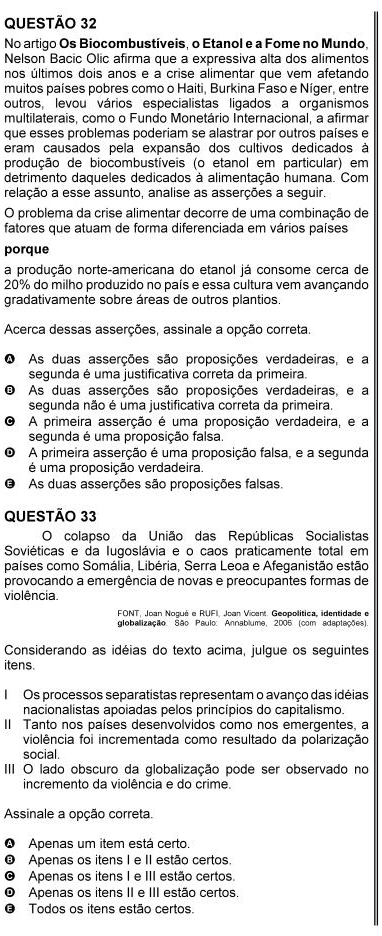 QUESTÃO 32
No artigo Os Biocombustíveis, o Etanol e a Fome no Mundo,
Nelson Bacic Olic afirma que a expressiva alta dos alimentos
nos últimos dois anos e a crise alimentar que vem afetando
muitos países pobres como o Haiti, Burkina Faso e Níger, entre
outros, levou vários especialistas ligados a organismos
multilaterais, como o Fundo Monetário Internacional, a afirmar
que esses problemas poderiam se alastrar por outros países e
eram causados pela expansão dos cultivos dedicados à
produção de biocombustíveis (o etanol em particular) em
detrimento daqueles dedicados à alimentação humana. Com
relação a esse assunto, analise as asserções a seguir.
O problema da crise alimentar decorre de uma combinação de
fatores que atuam de forma diferenciada em vários países
porque
a produção norte-americana do etanol já consome cerca de
20% do milho produzido no país e essa cultura vem avançando
gradativamente sobre áreas de outros plantios.
Acerca dessas asserções, assinale a opção correta.
A As duas asserções são proposições verdadeiras, e a
segunda é uma justificativa correta da primeira.
B As duas asserções são proposições verdadeiras, e a
segunda não é uma justificativa correta da primeira.
C A primeira asserção é uma proposição verdadeira, e a
segunda é uma proposição falsa.
D A primeira asserção é uma proposição falsa, e a segunda
é uma proposição verdadeira.
E As duas asserções são proposições falsas.
QUESTÃO 33
O colapso da União das Repúblicas Socialistas
Soviéticas e da Iugoslávia e o caos praticamente total em
países como Somália, Libéria, Serra Leoa e Afeganistão estão
provocando a emergência de novas e preocupantes formas de
violência.
FONT, Joan Nogué e RUFI, Joan Vicent. Geopolítica, identidade e
globalização. São Paulo: Annablume, 2006 (com adaptações).
Considerando as idéias do texto acima, julgue os seguintes
itens.
I Os processos separatistas representam o avanço das idéias
nacionalistas apoiadas pelos princípios do capitalismo.
II Tanto nos países desenvolvidos como nos emergentes, a
violência foi incrementada como resultado da polarização
social.
III O lado obscuro da globalização pode ser observado no
incremento da violência e do crime.
Assinale a opção correta.
A Apenas um item está certo.
B Apenas os itens I e II estão certos.
C Apenas os itens I e III estão certos.
D Apenas os itens II e III estão certos.
E Todos os itens estão certos.